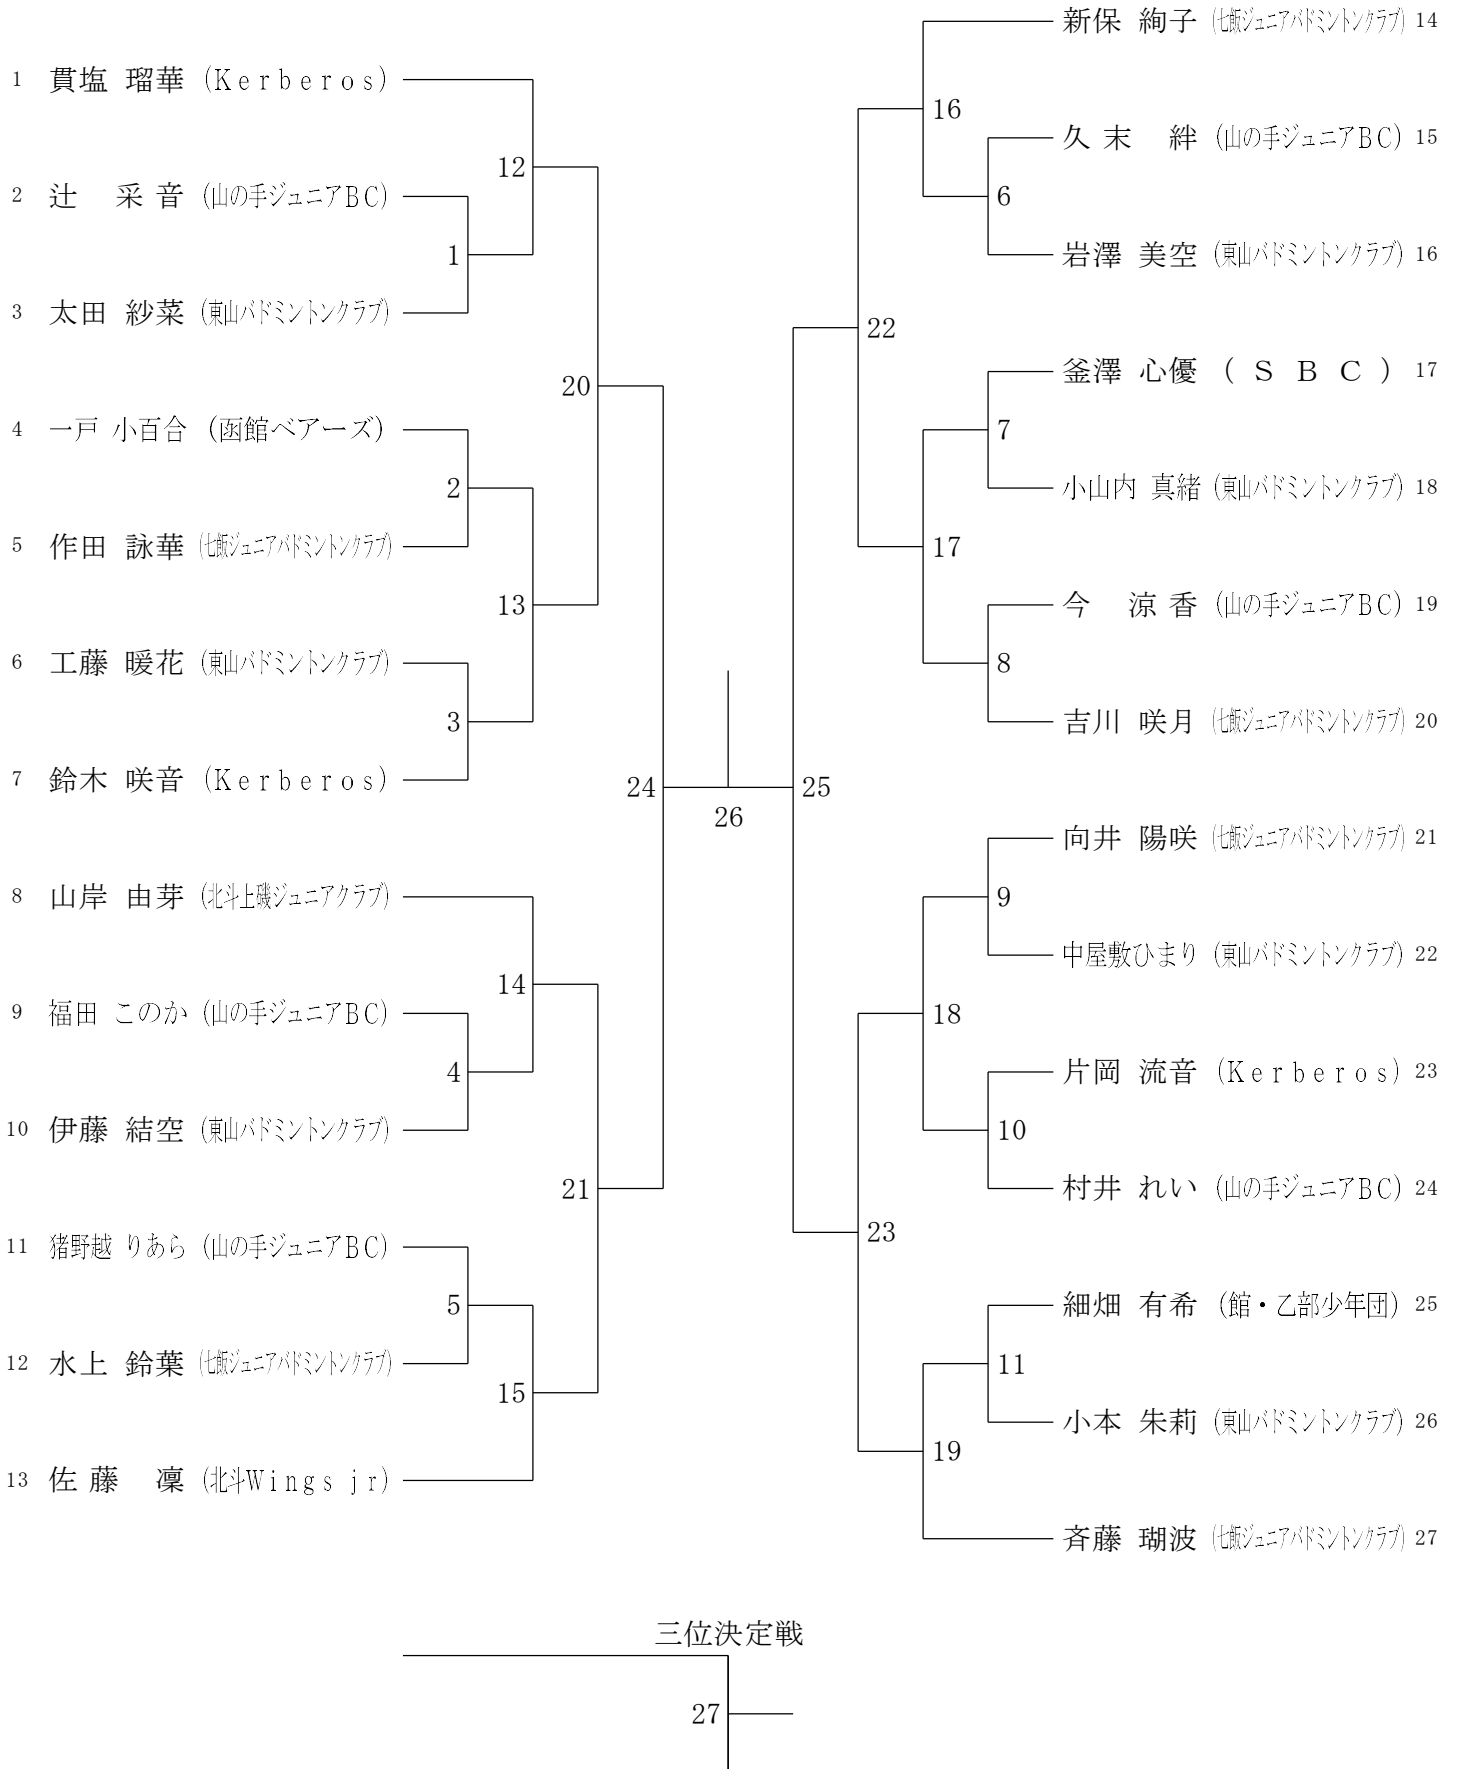 1 貫塩 瑠華 (Kerberos)
2 辻 采音 (山の手ジュニアBC)
3 太田 紗菜 (東山バドミントンクラブ)
4 一戸 小百合 (函館ベアーズ)
5 作田 詠華 (七飯ジュニアバドミントンクラブ)
6 工藤 暖花 (東山バドミントンクラブ)
7 鈴木 咲音 (Kerberos)
8 山岸 由芽 (北斗上磯ジュニアクラブ)
9 福田 このか (山の手ジュニアBC)
10 伊藤 結空 (東山バドミントンクラブ)
11 猪野越 りあら (山の手ジュニアBC)
12 水上 鈴葉 (七飯ジュニアバドミントンクラブ)
13 佐藤 凜 (北斗Wings jr)
1
2
3
4
5
12
13
14
15
20
21
24
26
25
22
23
16
17
18
19
6
7
8
9
10
11
新保 絢子 (七飯ジュニアバドミントンクラブ) 14
久末 絆 (山の手ジュニアBC) 15
岩澤 美空 (東山バドミントンクラブ) 16
釜澤 心優 (SBC) 17
小山内 真緒 (東山バドミントンクラブ) 18
今 涼香 (山の手ジュニアBC) 19
吉川 咲月 (七飯ジュニアバドミントンクラブ) 20
向井 陽咲 (七飯ジュニアバドミントンクラブ) 21
中屋敷ひまり (東山バドミントンクラブ) 22
片岡 流音 (Kerberos) 23
村井 れい (山の手ジュニアBC) 24
細畑 有希 (館・乙部少年団) 25
小本 朱莉 (東山バドミントンクラブ) 26
斉藤 瑚波 (七飯ジュニアバドミントンクラブ) 27
三位決定戦
27